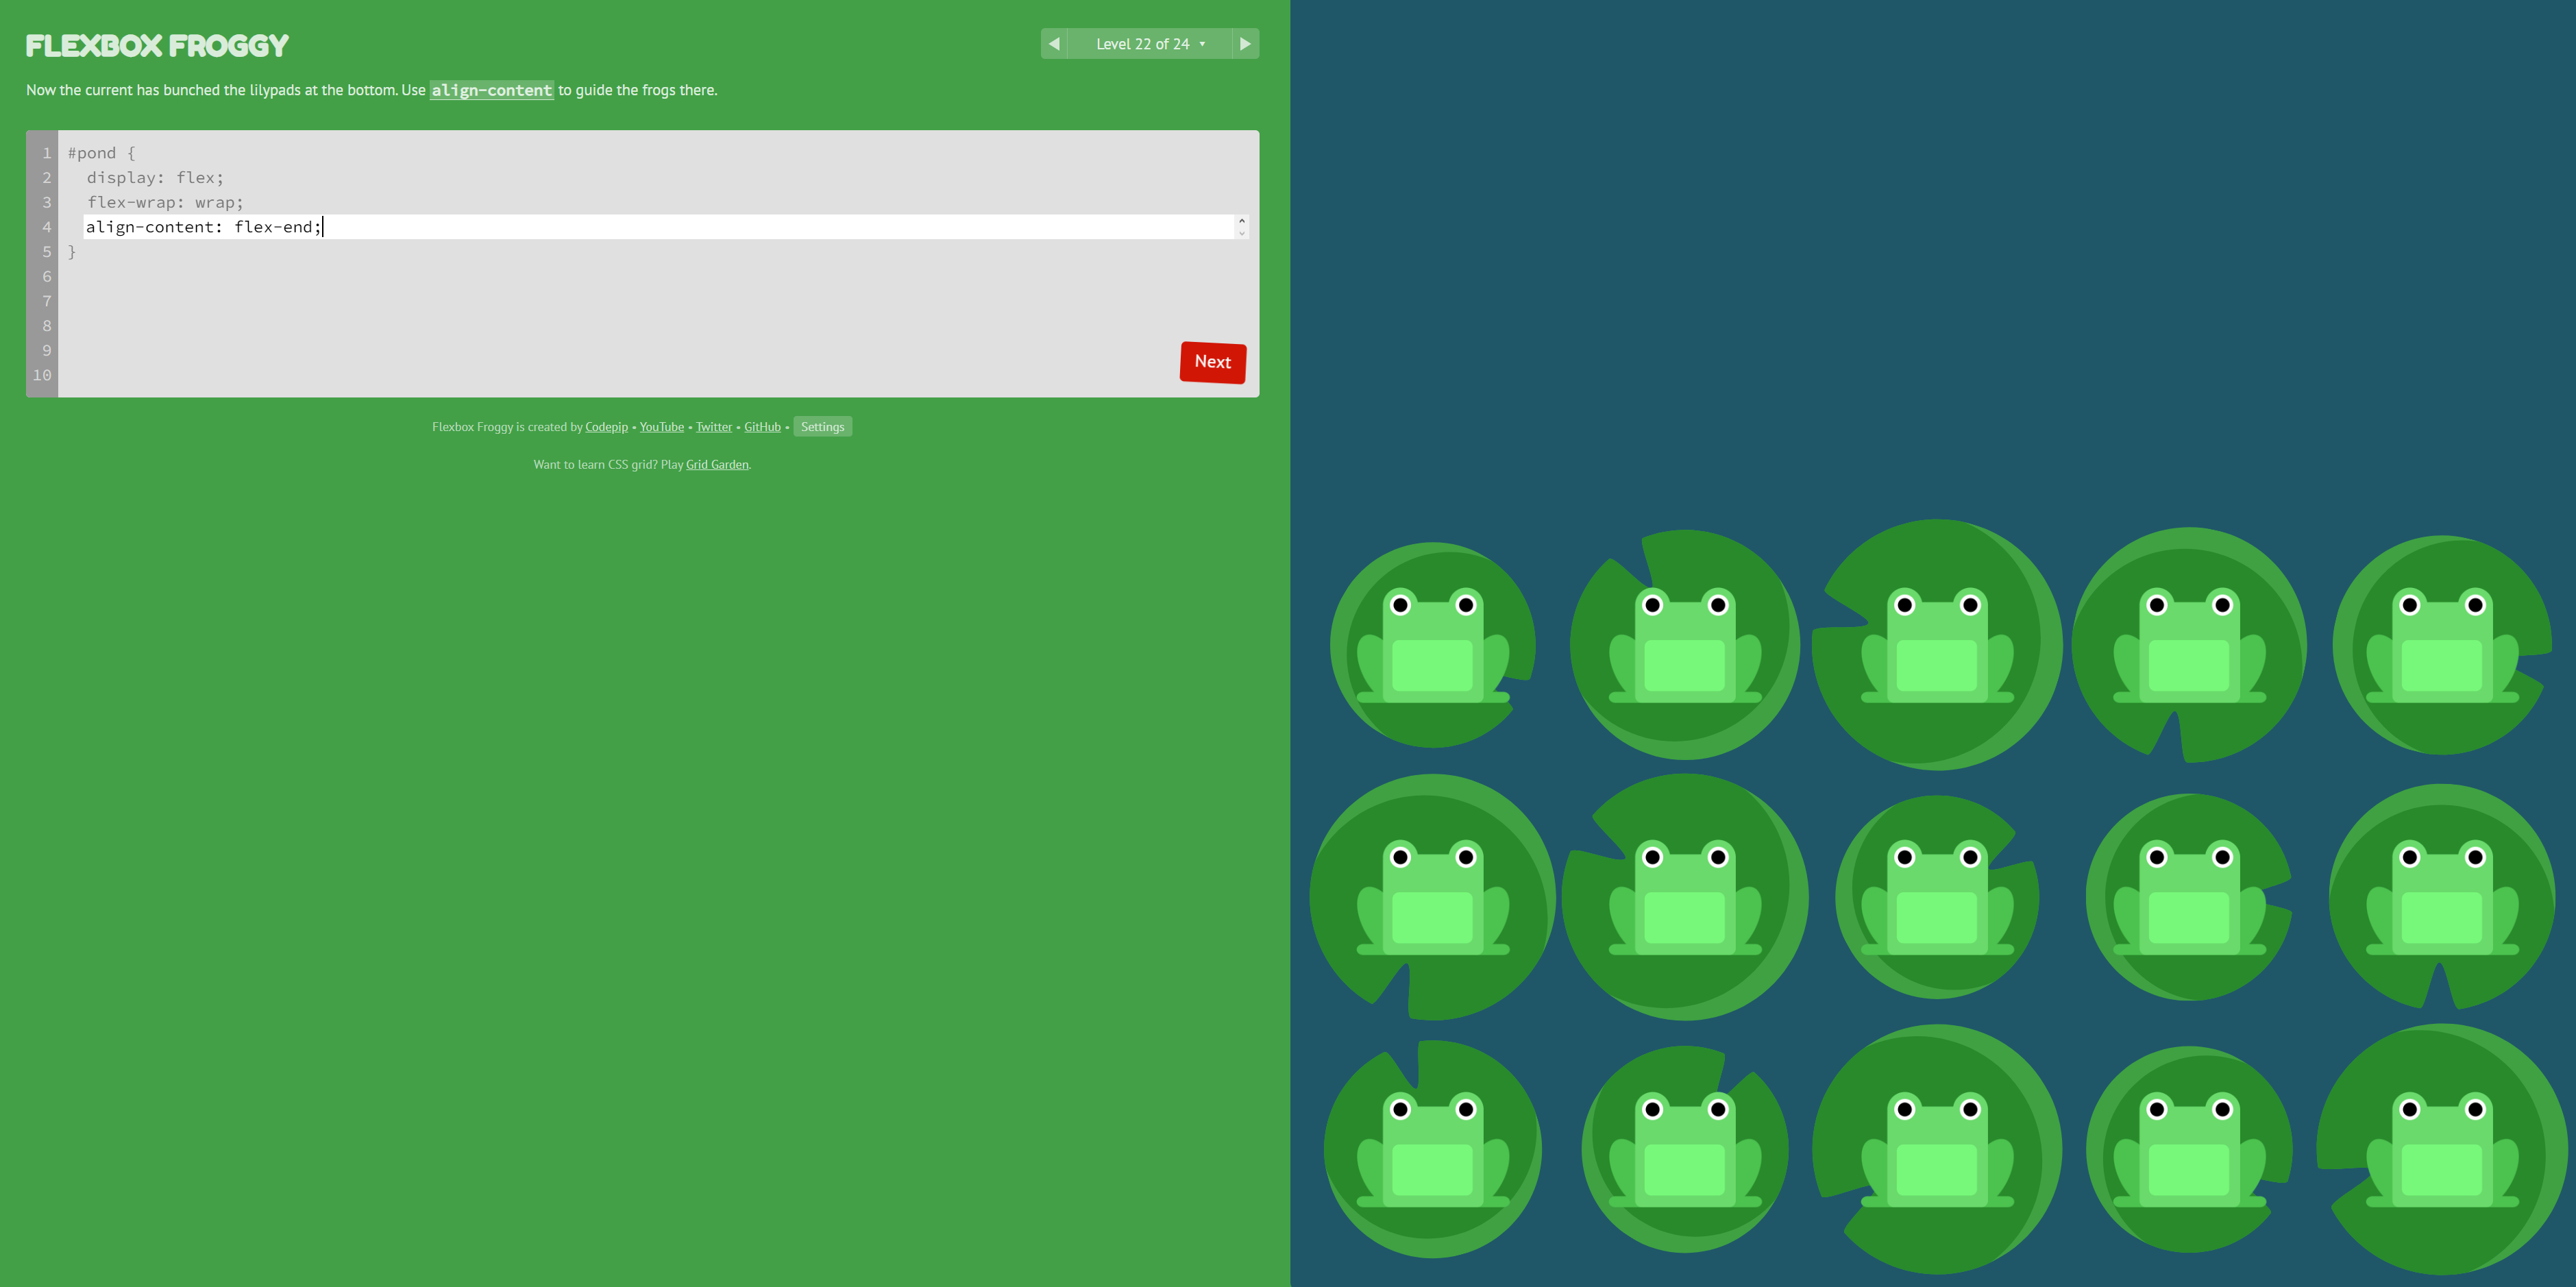 FLEXBOX FROGGY
◀ Level 22 of 24 ▼ ▶
Now the current has bunched the lilypads at the bottom. Use align-content to guide the frogs there.
1 #pond {
2 display: flex;
3 flex-wrap: wrap;
4 align-content: flex-end;
5 }
6
7
8
9
10
Next
Flexbox Froggy is created by Codepip • YouTube • Twitter • GitHub • Settings
Want to learn CSS grid? Play Grid Garden.